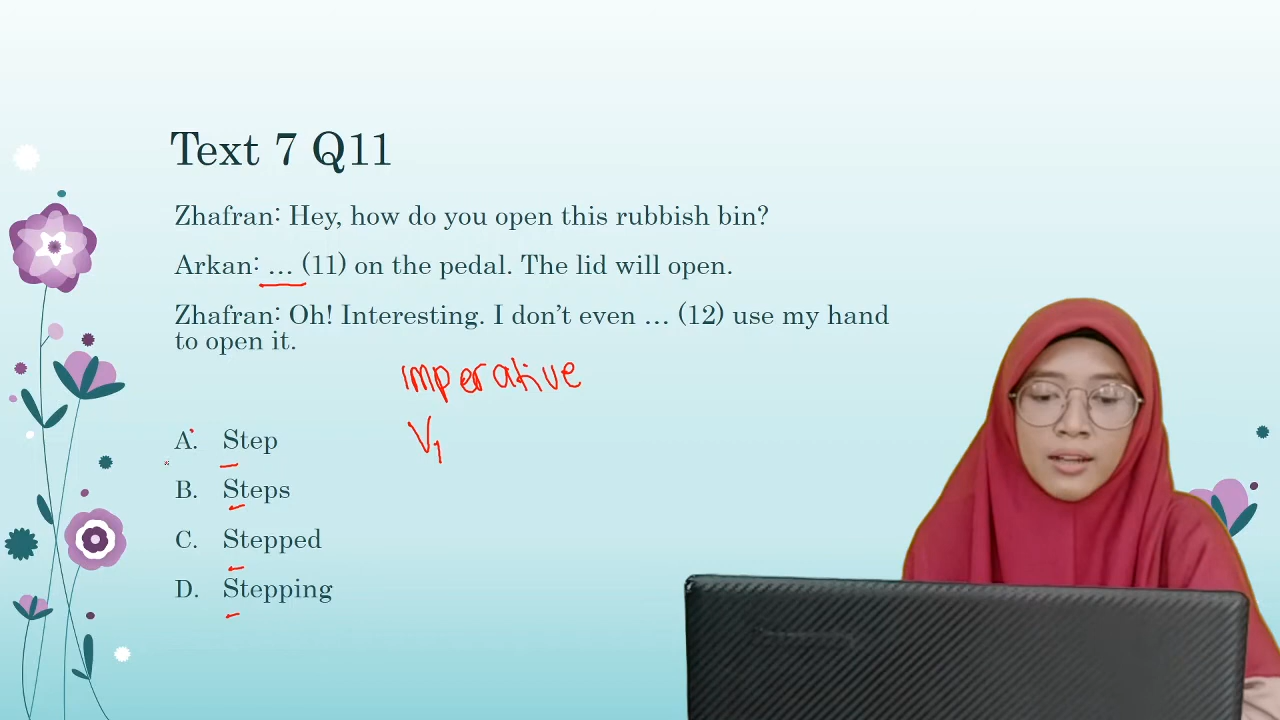 Text 7 Q11
Zhafran: Hey, how do you open this rubbish bin?
Arkan: ... (11) on the pedal. The lid will open.
Zhafran: Oh! Interesting. I don't even ... (12) use my hand
to open it.
imperative
V1
A. Step
B. Steps
C. Stepped
D. Stepping